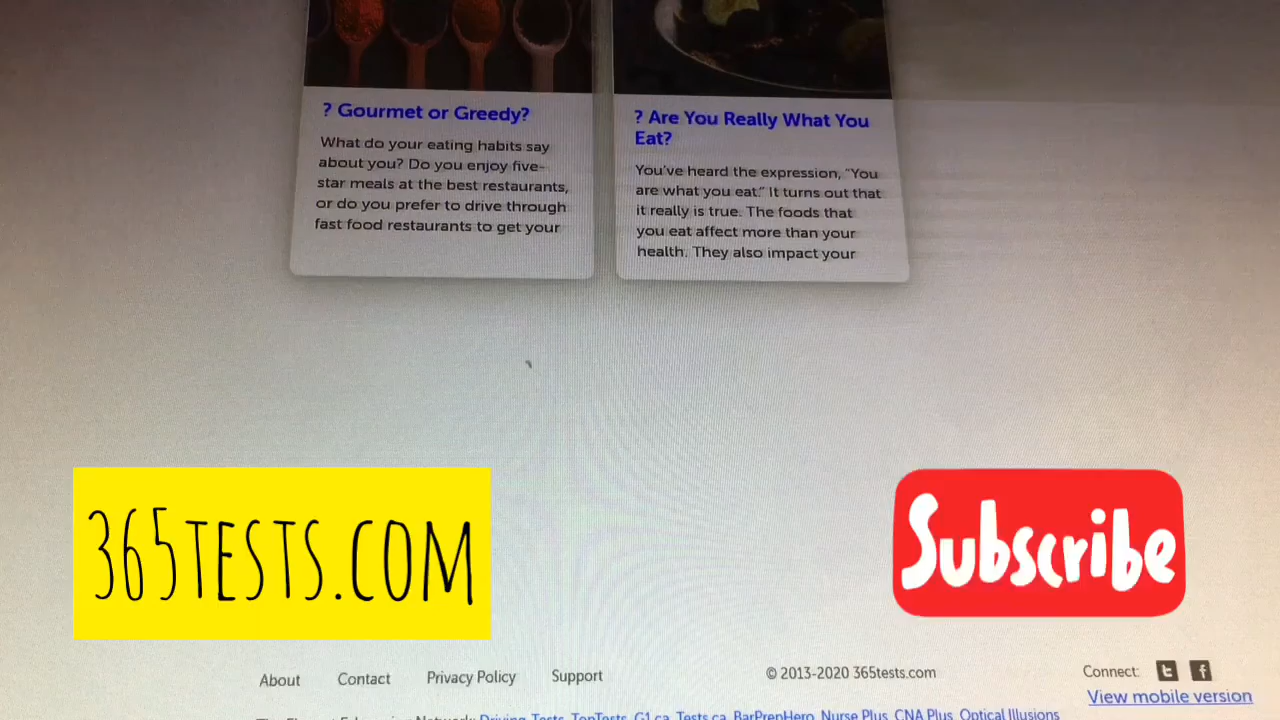 ? Gourmet or Greedy?
What do your eating habits say
about you? Do you enjoy five-
star meals at the best restaurants,
or do you prefer to drive through
fast food restaurants to get your
? Are You Really What You
Eat?
You've heard the expression, "You
are what you eat." It turns out that
it really is true. The foods that
you eat affect more than your
health. They also impact your
365TESTS.COM
Subscribe
About Contact Privacy Policy Support
© 2013-2020 365tests.com
Connect:
View mobile version
Driving-Tests, TopTests, G1.ca, Tests.ca, BarPrepHero, Nurse Plus, CNA Plus, Optical Illusions